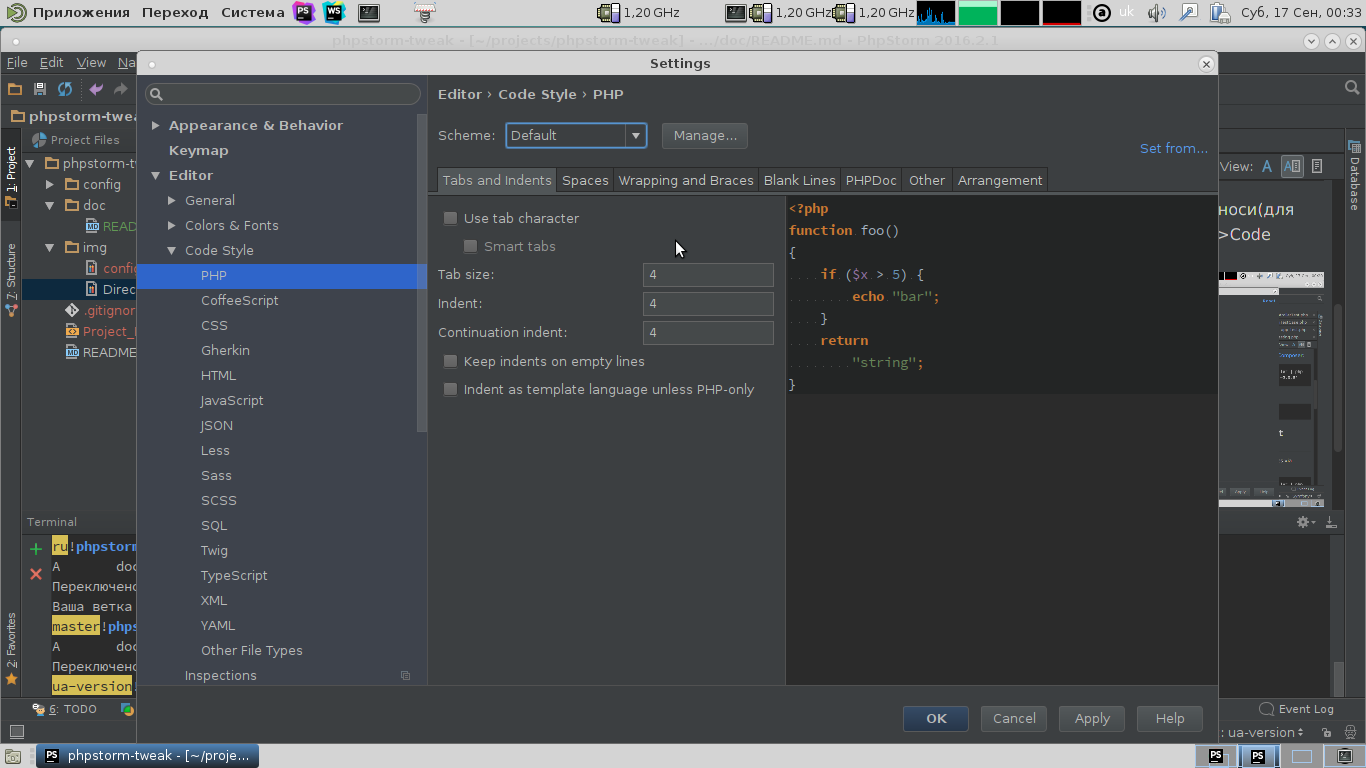 Приложения Переход Система PS WS 1,20 GHz 1,20 GHz 1,20 GHz uk Суб, 17 Сен, 00:33
phpstorm-tweak - [~/projects/phpstorm-tweak] - .../doc/README.md - PhpStorm 2016.2.1
File Edit View Na
Settings
phpstorm-twea
Project Files
phpstorm-t
config
doc
READ
img
confi
Direc
.gitignor
Project_
README
1: Project
7: Structure
2: Favorites
Appearance & Behavior
Keymap
Editor
General
Colors & Fonts
Code Style
PHP
CoffeeScript
CSS
Gherkin
HTML
JavaScript
JSON
Less
Sass
SCSS
SQL
Twig
TypeScript
XML
YAML
Other File Types
Inspections
Editor › Code Style › PHP
Scheme: Default Manage...
Set from...
Tabs and Indents Spaces Wrapping and Braces Blank Lines PHPDoc Other Arrangement
Use tab character
Smart tabs
Tab size: 4
Indent: 4
Continuation indent: 4
Keep indents on empty lines
Indent as template language unless PHP-only
<?php
function foo()
{
    if ($x > 5) {
        echo "bar";
    }
    return
        "string";
}
OK Cancel Apply Help
View:
Database
носи(для
>Code
Terminal
ru!phpstorm
A doc
Переключено
Ваша ветка
master!phps
A doc
Переключено
ua-version
6: TODO
Event Log
: ua-version
PS phpstorm-tweak - [~/proje...
PS PS